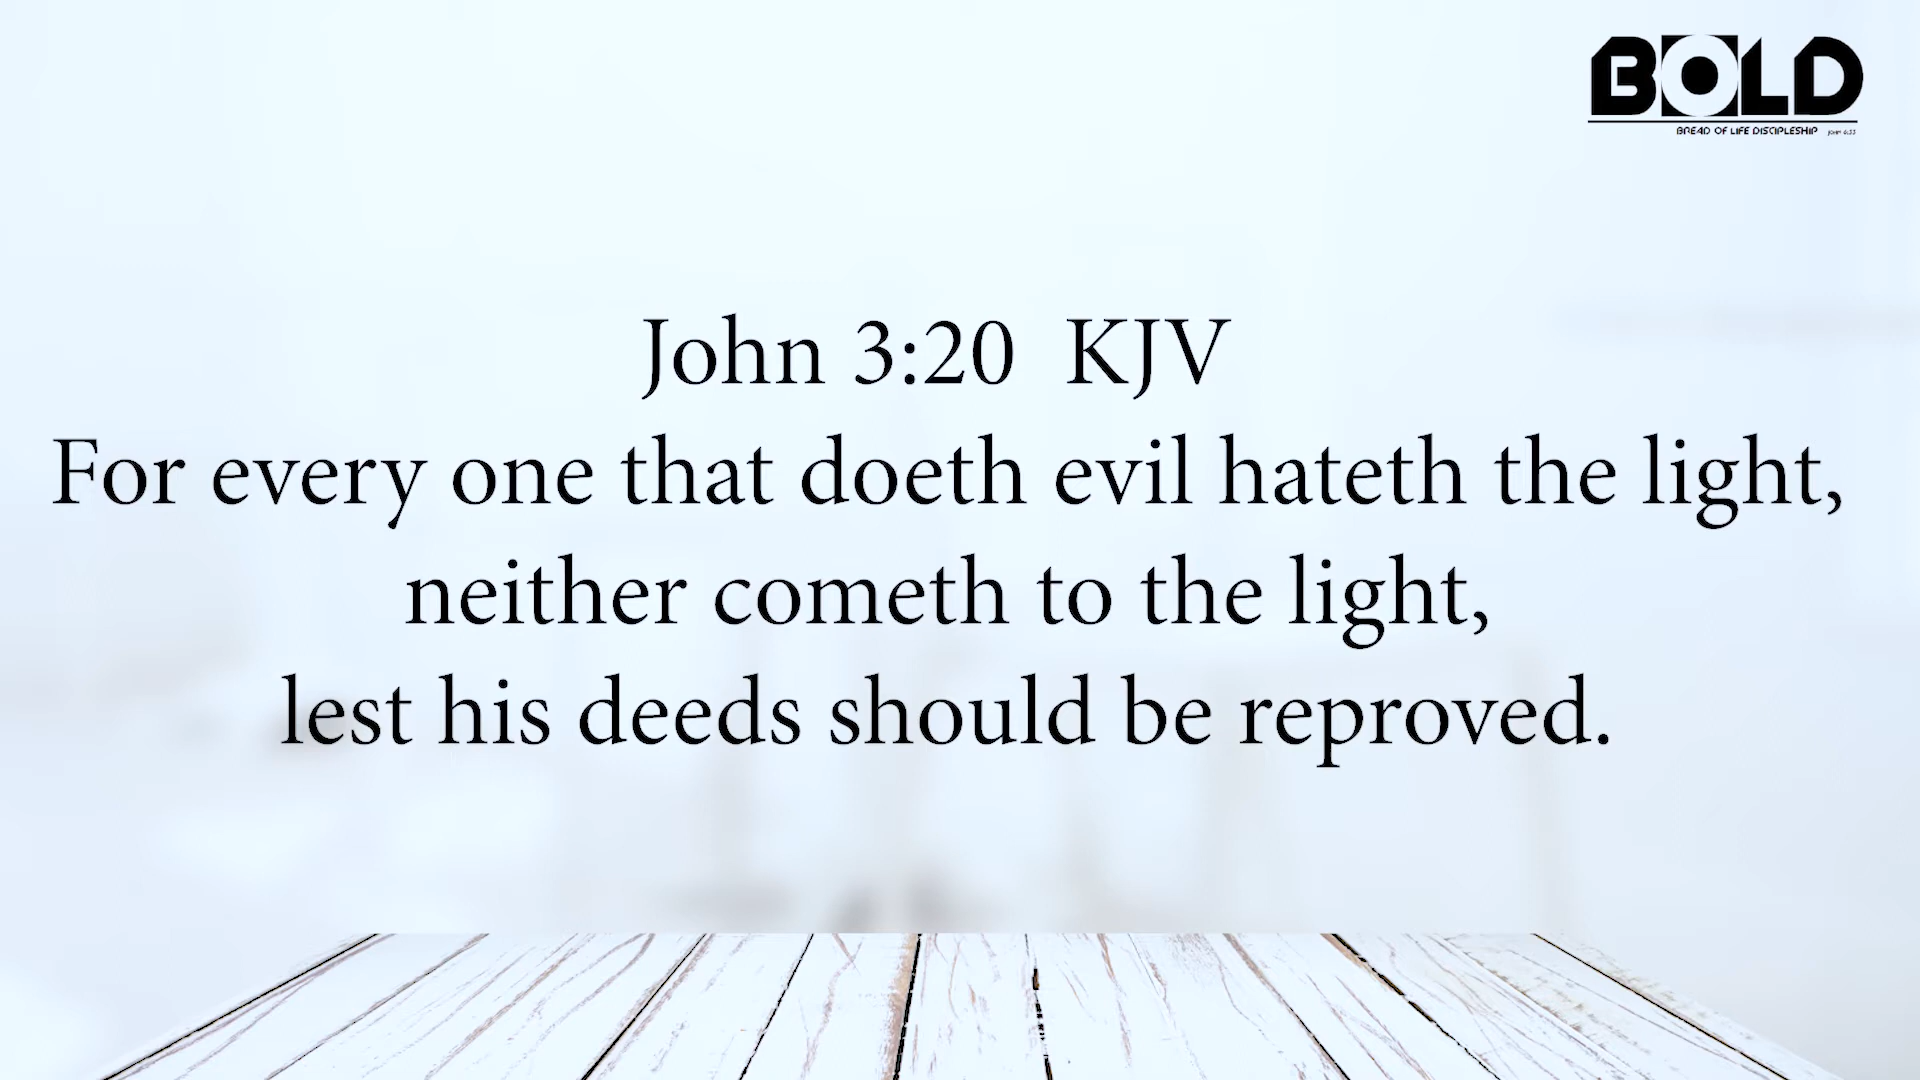 BOLD
BREAD OF LIFE DISCIPLESHIP
John 3:20 KJV
For every one that doeth evil hateth the light,
neither cometh to the light,
lest his deeds should be reproved.